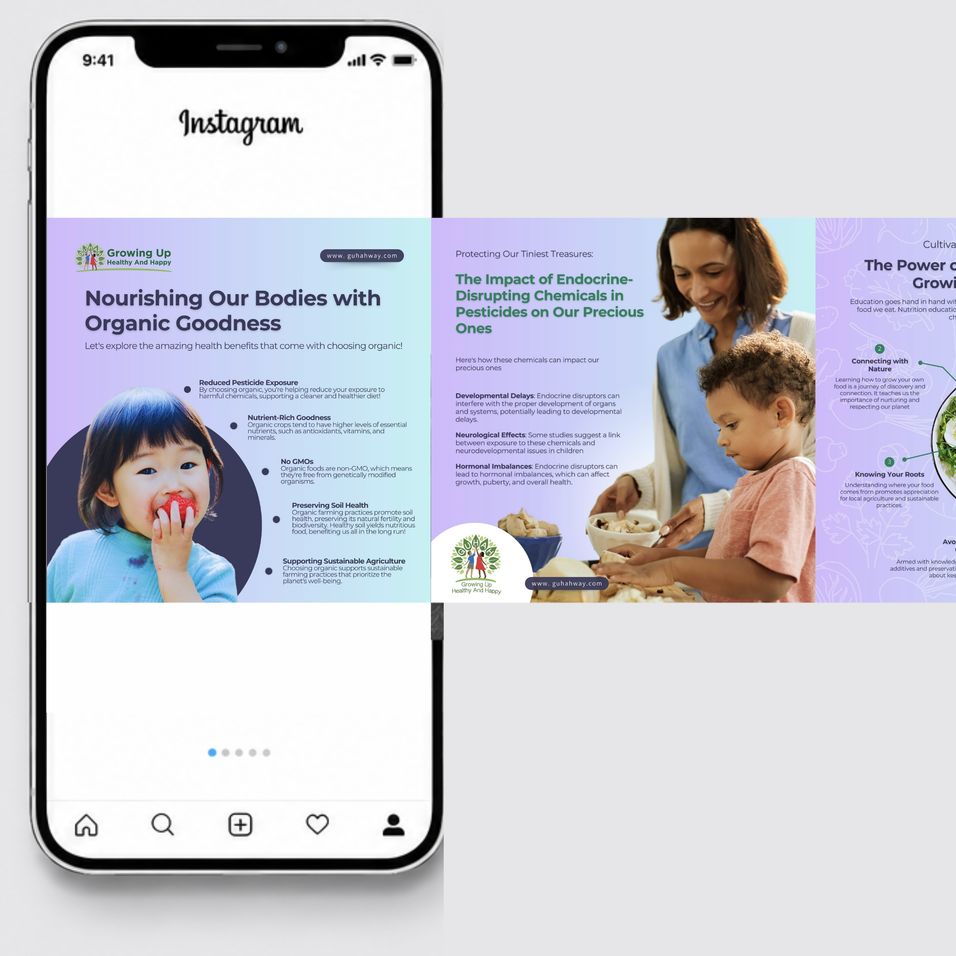 9:41
Instagram
Growing Up
Healthy And Happy
www. guhahway.com
Nourishing Our Bodies with
Organic Goodness
Let's explore the amazing health benefits that come with choosing organic!
Reduced Pesticide Exposure
By choosing organic, you're helping reduce your exposure to
harmful chemicals, supporting a cleaner and healthier diet!
Nutrient-Rich Goodness
Organic crops tend to have higher levels of essential
nutrients, such as antioxidants, vitamins, and
minerals.
No GMOs
Organic foods are non-GMO, which means
they're free from genetically modified
organisms.
Preserving Soil Health
Organic farming practices promote soil
health, preserving its natural fertility and
biodiversity. Healthy soil yields nutritious
food, benefiting us all in the long run!
Supporting Sustainable Agriculture
Choosing organic supports sustainable
farming practices that prioritize the
planet's well-being.
Protecting Our Tiniest Treasures:
The Impact of Endocrine-
Disrupting Chemicals in
Pesticides on Our Precious
Ones
Here's how these chemicals can impact our
precious ones
Developmental Delays: Endocrine disruptors can
interfere with the proper development of organs
and systems, potentially leading to developmental
delays.
Neurological Effects: Some studies suggest a link
between exposure to these chemicals and
neurodevelopmental issues in children
Hormonal Imbalances: Endocrine disruptors can
lead to hormonal imbalances, which can affect
growth, puberty, and overall health.
Growing Up
Healthy And Happy
www. guhahway.com
Cultiva
The Power o
Growi
Education goes hand in hand wi
food we eat. Nutrition educatio
ch
2
Connecting with
Nature
Learning how to grow your own
food is a journey of discovery and
connection. It teaches us the
importance of nurturing and
respecting our planet
3
Knowing Your Roots
Understanding where your food
comes from promotes appreciation
for local agriculture and sustainable
practices.
Avo
Armed with knowled
additives and preservat
about kee